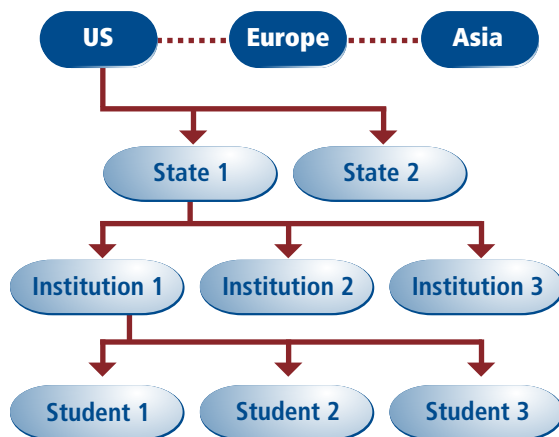 US
Europe
Asia
State 1
State 2
Institution 1
Institution 2
Institution 3
Student 1
Student 2
Student 3